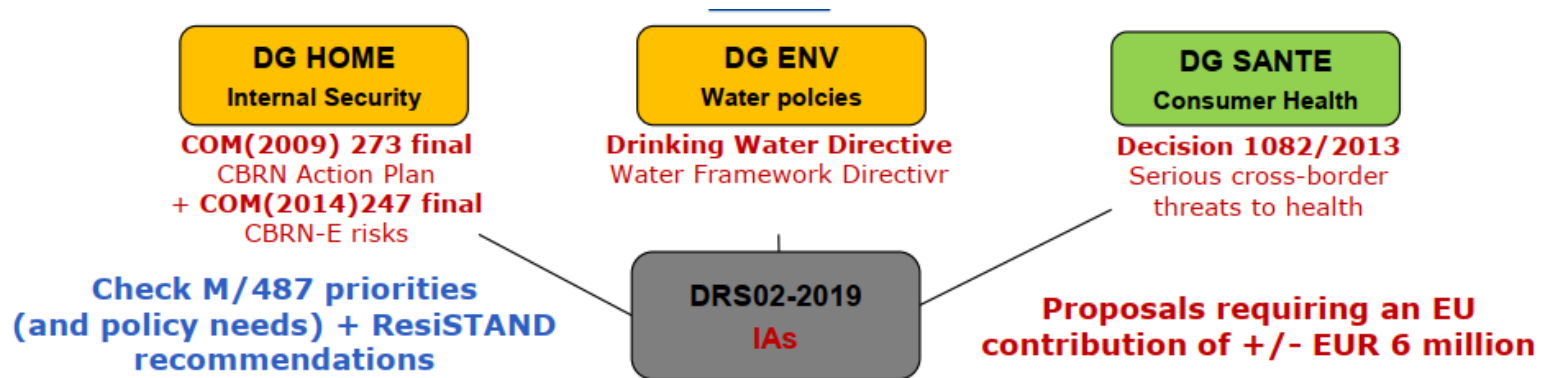 DG HOME
Internal Security
COM(2009) 273 final
CBRN Action Plan
+ COM(2014)247 final
CBRN-E risks
DG ENV
Water polcies
Drinking Water Directive
Water Framework Directivr
DG SANTE
Consumer Health
Decision 1082/2013
Serious cross-border
threats to health
Check M/487 priorities
(and policy needs) + ResiSTAND
recommendations
DRS02-2019
IAs
Proposals requiring an EU
contribution of +/- EUR 6 million